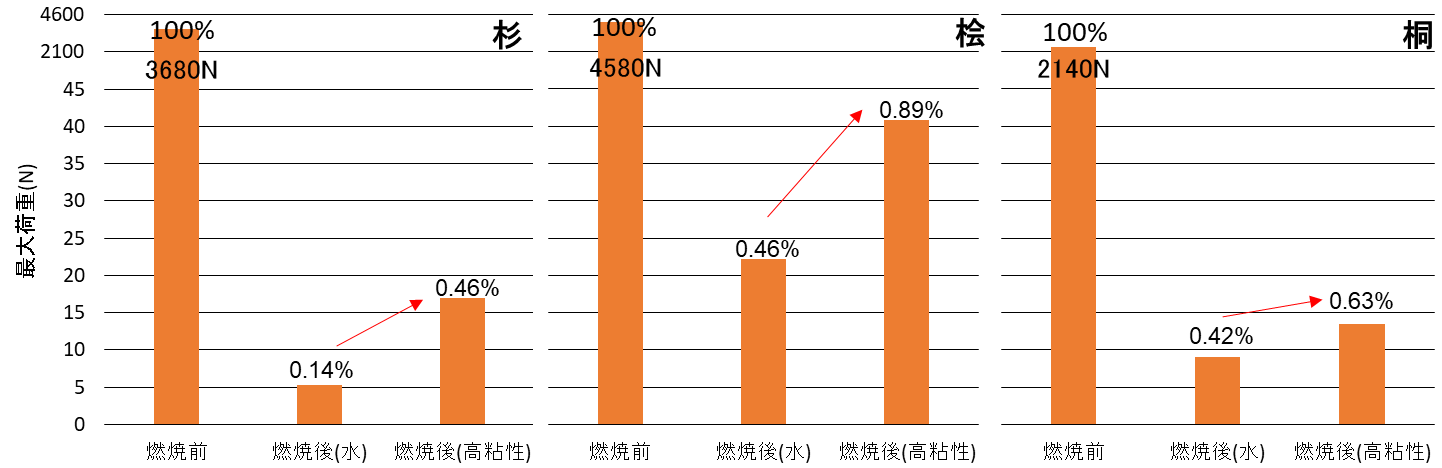 最大荷重(N)
4600
2100
45
40
35
30
25
20
15
10
5
0
杉
100%
3680N
0.14%
0.46%
燃焼前
燃焼後(水)
燃焼後(高粘性)
桧
100%
4580N
0.46%
0.89%
燃焼前
燃焼後(水)
燃焼後(高粘性)
桐
100%
2140N
0.42%
0.63%
燃焼前
燃焼後(水)
燃焼後(高粘性)